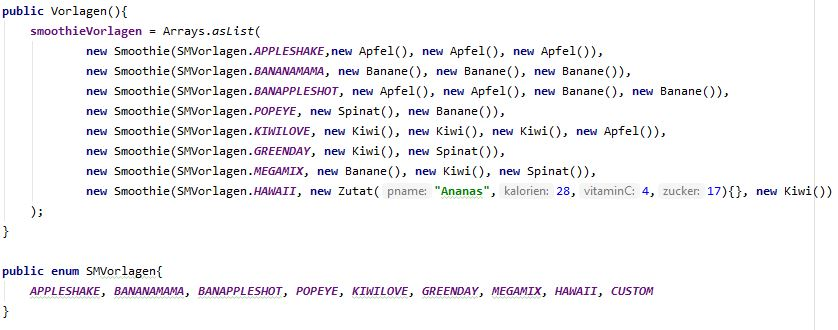 public Vorlagen(){
smoothieVorlagen = Arrays.asList(
new Smoothie(SMVorlagen.APPLESHAKE,new Apfel(), new Apfel(), new Apfel()),
new Smoothie(SMVorlagen.BANANAMAMA, new Banane(), new Banane(), new Banane()),
new Smoothie(SMVorlagen.BANAPPLESHOT, new Apfel(), new Apfel(), new Banane(), new Banane()),
new Smoothie(SMVorlagen.POPEYE, new Spinat(), new Banane()),
new Smoothie(SMVorlagen.KIWILOVE, new Kiwi(), new Kiwi(), new Kiwi(), new Apfel()),
new Smoothie(SMVorlagen.GREENDAY, new Kiwi(), new Spinat()),
new Smoothie(SMVorlagen.MEGAMIX, new Banane(), new Kiwi(), new Spinat()),
new Smoothie(SMVorlagen.HAWAII, new Zutat( pname: "Ananas", kalorien: 28, vitaminC: 4, zucker: 17){}, new Kiwi())
);
}
public enum SMVorlagen{
APPLESHAKE, BANANAMAMA, BANAPPLESHOT, POPEYE, KIWILOVE, GREENDAY, MEGAMIX, HAWAII, CUSTOM
}